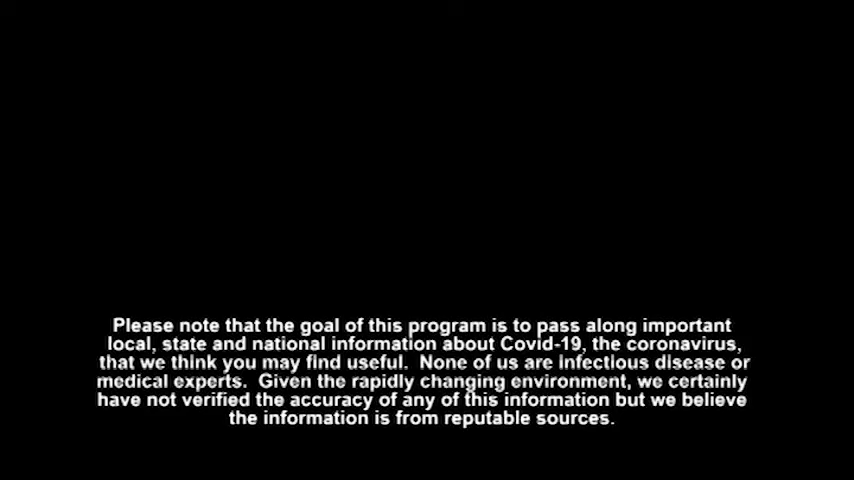 Please note that the goal of this program is to pass along important
local, state and national information about Covid-19, the coronavirus,
that we think you may find useful.  None of us are infectious disease or
medical experts.  Given the rapidly changing environment, we certainly
have not verified the accuracy of any of this information but we believe
the information is from reputable sources.